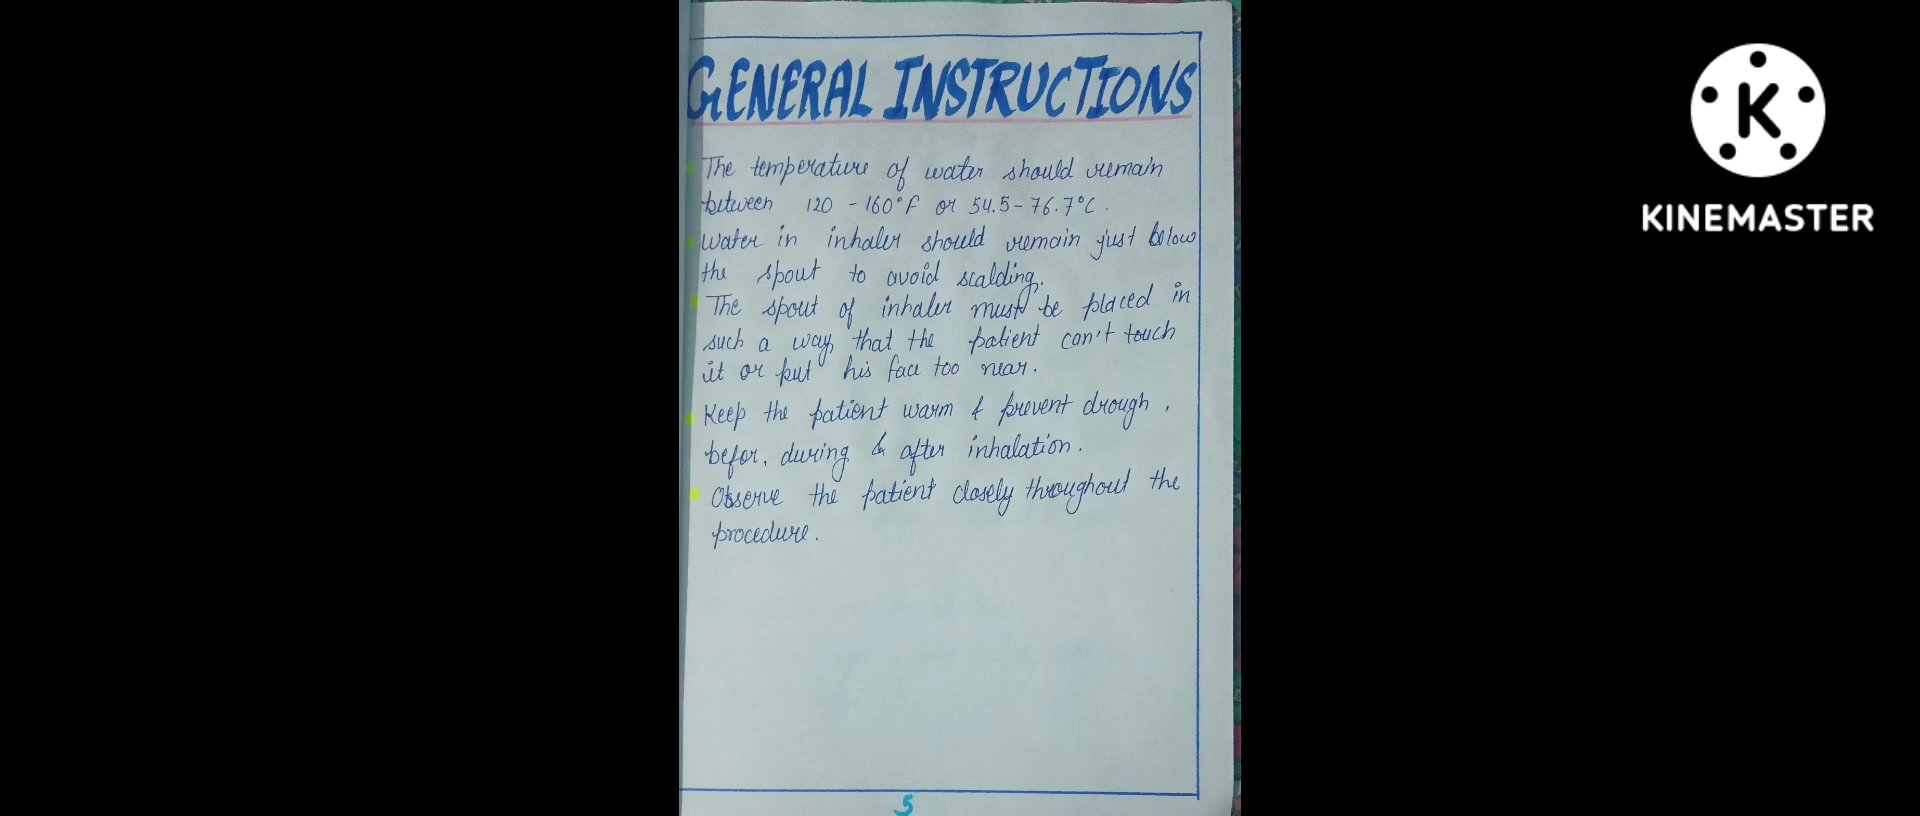 GENERAL INSTRUCTIONS
The temperature of water should remain
between 120 - 160°F or 54.5 - 76.7°C.
Water in inhaler should remain just below
the spout to avoid scalding.
The spout of inhaler must be placed in
such a way that the patient can't touch
it or put his face too near.
Keep the patient warm & prevent drough,
befor, during & after inhalation.
Observe the patient closely throughout the
procedure.
5
K
KINEMASTER